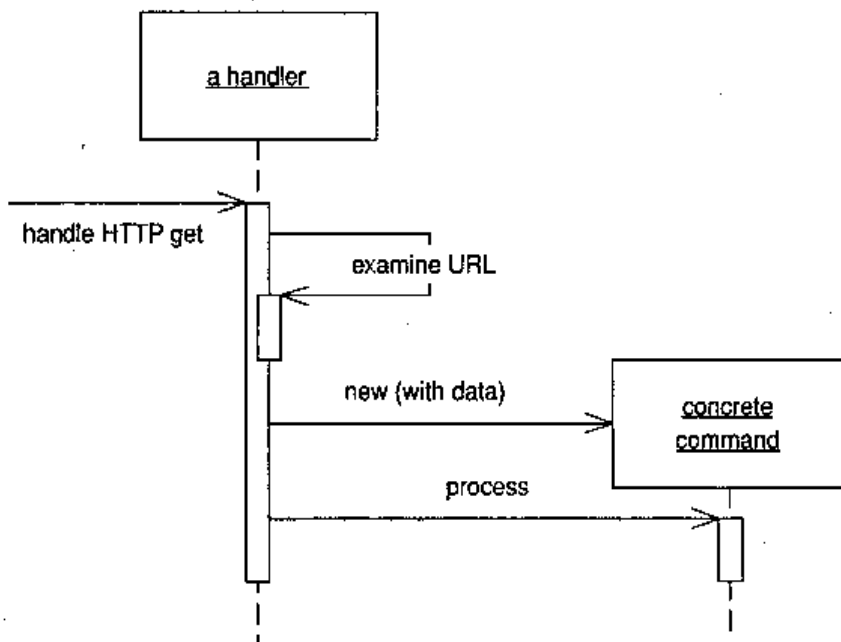 a handler
handle HTTP get
examine URL
new (with data)
concrete
command
process